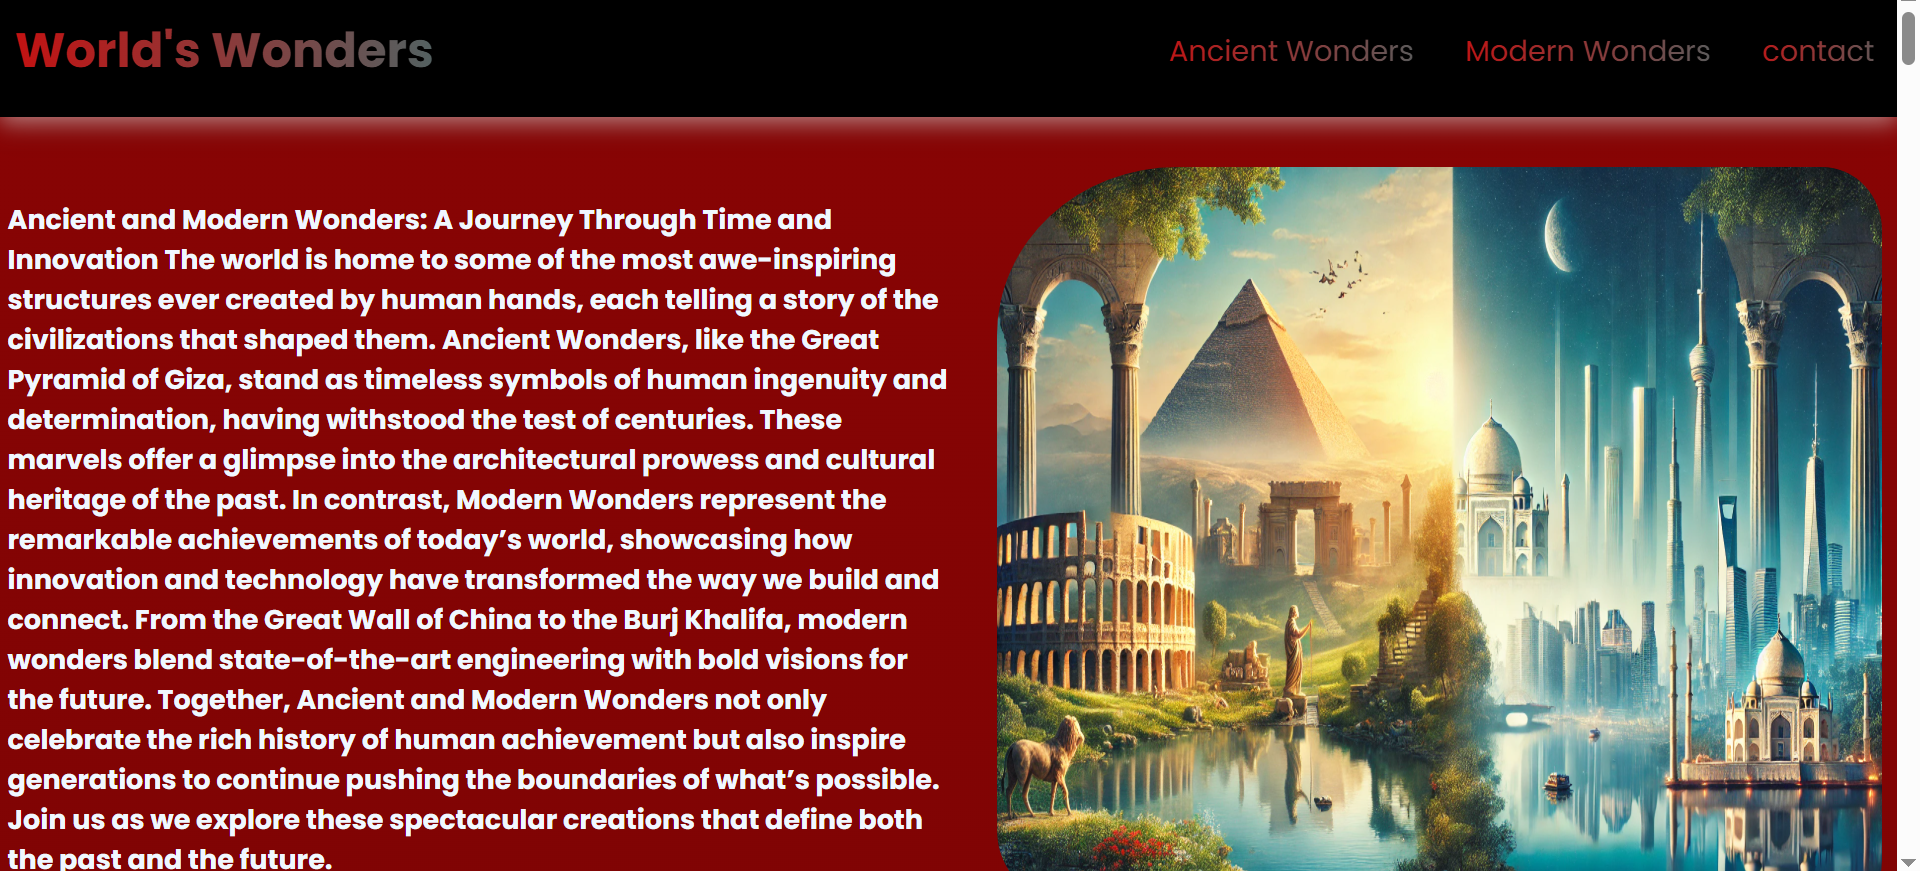 World's Wonders
Ancient Wonders Modern Wonders contact
Ancient and Modern Wonders: A Journey Through Time and
Innovation The world is home to some of the most awe-inspiring
structures ever created by human hands, each telling a story of the
civilizations that shaped them. Ancient Wonders, like the Great
Pyramid of Giza, stand as timeless symbols of human ingenuity and
determination, having withstood the test of centuries. These
marvels offer a glimpse into the architectural prowess and cultural
heritage of the past. In contrast, Modern Wonders represent the
remarkable achievements of today’s world, showcasing how
innovation and technology have transformed the way we build and
connect. From the Great Wall of China to the Burj Khalifa, modern
wonders blend state-of-the-art engineering with bold visions for
the future. Together, Ancient and Modern Wonders not only
celebrate the rich history of human achievement but also inspire
generations to continue pushing the boundaries of what’s possible.
Join us as we explore these spectacular creations that define both
the past and the future.